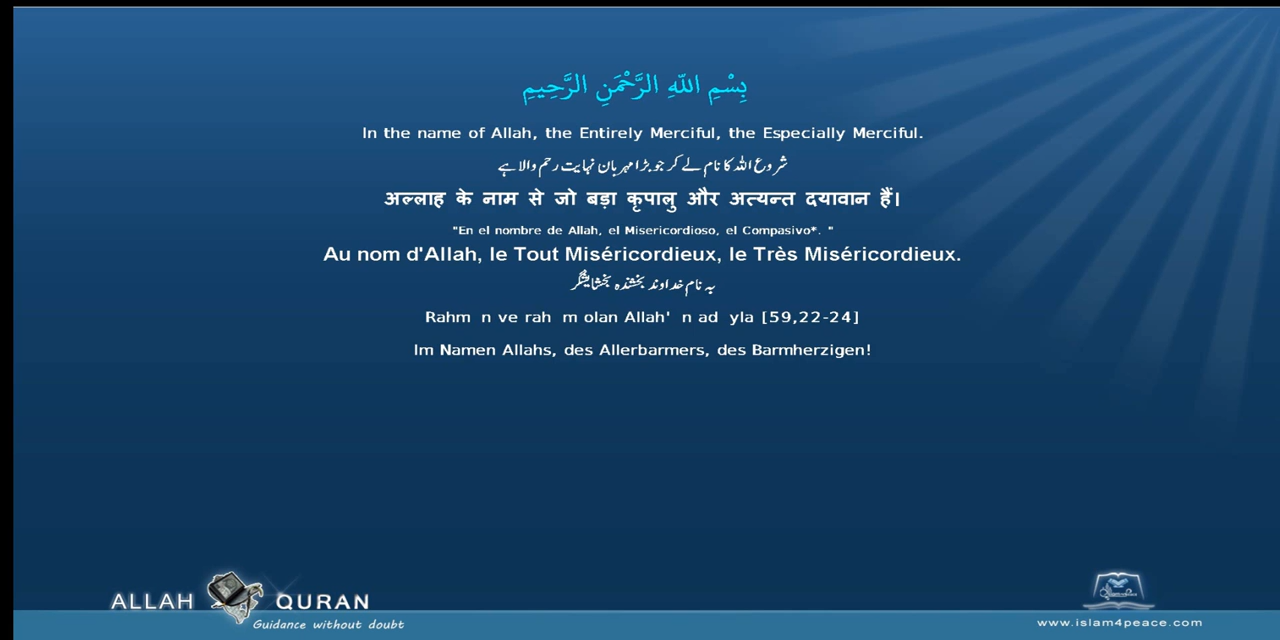 بِسْمِ اللّهِ الرَّحْمَنِ الرَّحِيمِ
In the name of Allah, the Entirely Merciful, the Especially Merciful.
شروع اللہ کا نام لے کر جو بڑا مہربان نہایت رحم والا ہے
अल्लाह के नाम से जो बड़ा कृपालु और अत्यन्त दयावान हैं।
"En el nombre de Allah, el Misericordioso, el Compasivo*. "
Au nom d'Allah, le Tout Miséricordieux, le Très Miséricordieux.
به نام خداوند بخشنده بخشایشگر
Rahm n ve rah m olan Allah' n ad yla [59,22-24]
Im Namen Allahs, des Allerbarmers, des Barmherzigen!
ALLAH QURAN
Guidance without doubt
www.islam4peace.com